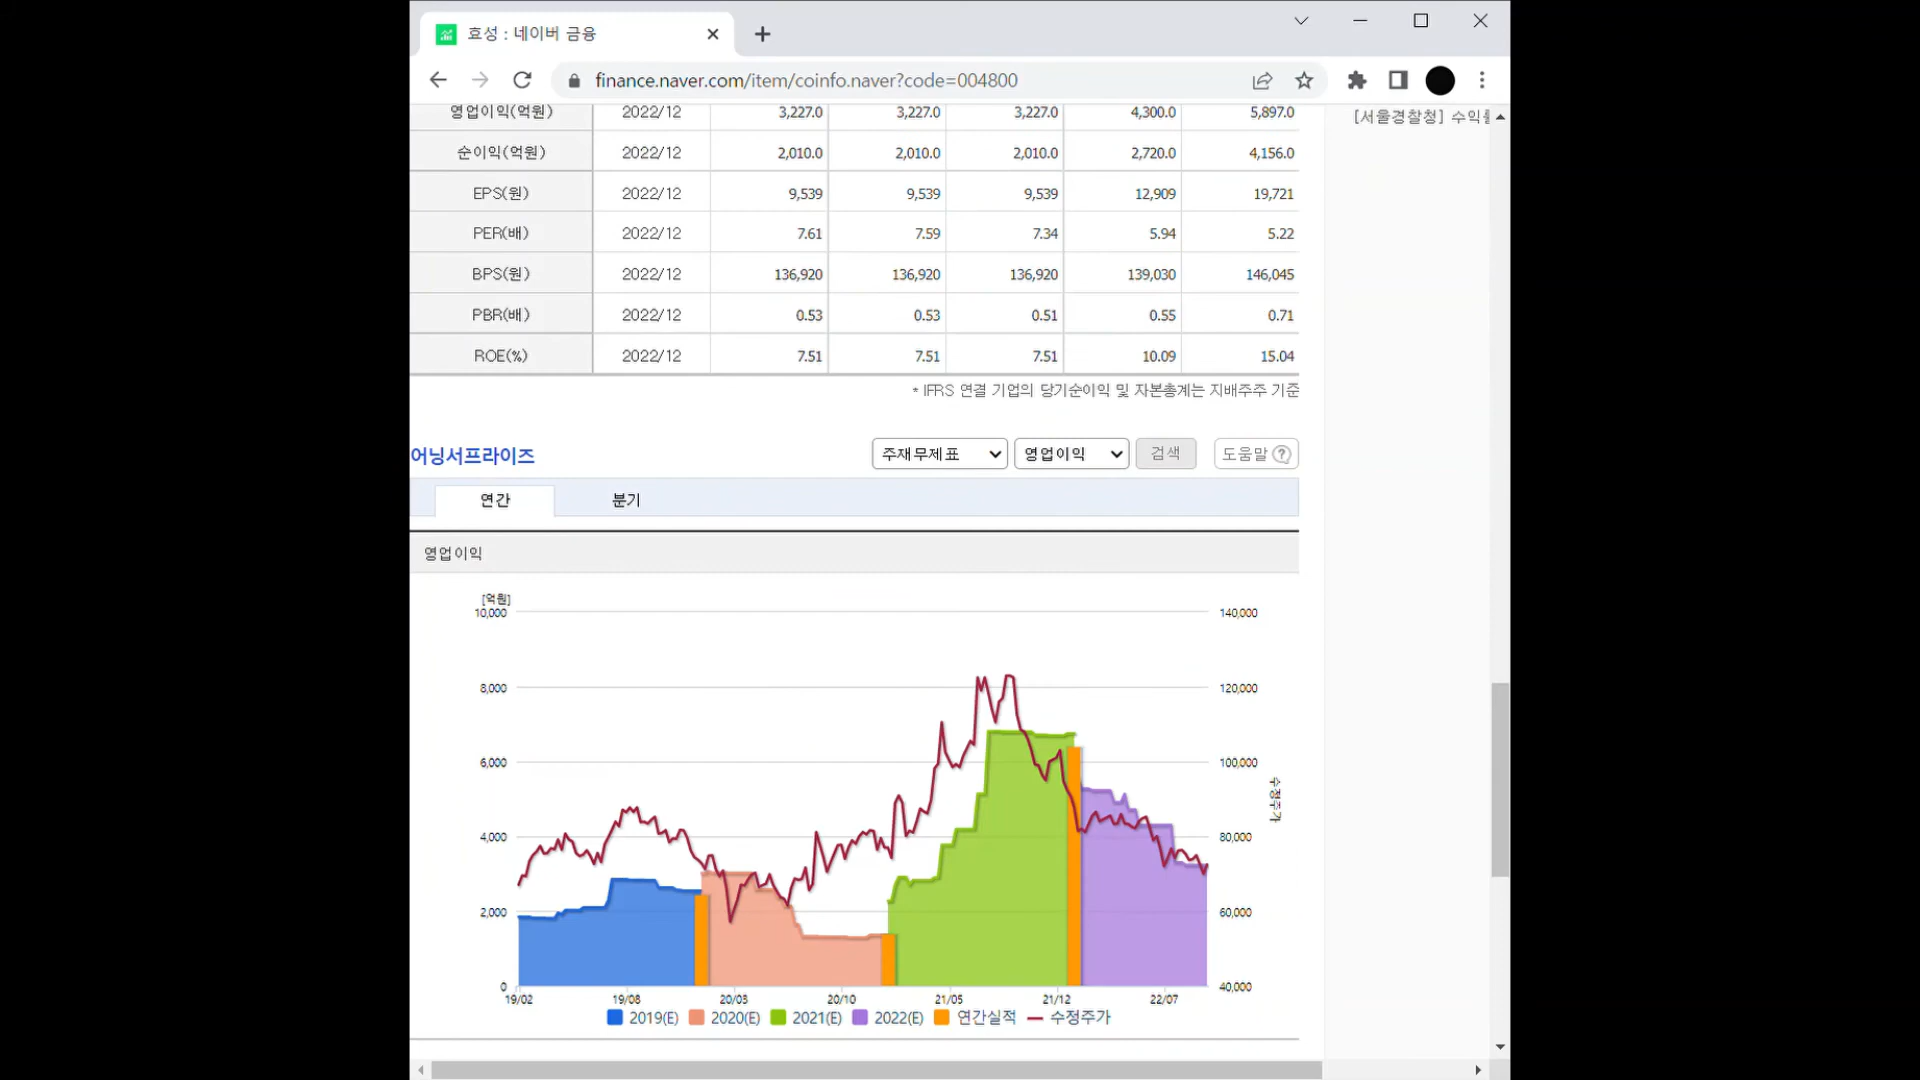 효성 : 네이버 금융
finance.naver.com/item/coinfo.naver?code=004800
영업이익(억원) 2022/12 3,227.0 3,227.0 3,227.0 4,300.0 5,897.0
[서울경찰청] 수익률
순이익(억원) 2022/12 2,010.0 2,010.0 2,010.0 2,720.0 4,156.0
EPS(원) 2022/12 9,539 9,539 9,539 12,909 19,721
PER(배) 2022/12 7.61 7.59 7.34 5.94 5.22
BPS(원) 2022/12 136,920 136,920 136,920 139,030 146,045
PBR(배) 2022/12 0.53 0.53 0.51 0.55 0.71
ROE(%) 2022/12 7.51 7.51 7.51 10.09 15.04
* IFRS 연결 기업의 당기순이익 및 자본총계는 지배주주 기준
어닝서프라이즈 주재무제표 영업이익 검색 도움말 ?
연간 분기
영업이익
[억원]
10,000 140,000
8,000 120,000
6,000 100,000
수정주가
4,000 80,000
2,000 60,000
0 40,000
19/02 19/08 20/03 20/10 21/05 21/12 22/07
2019(E) 2020(E) 2021(E) 2022(E) 연간실적 수정주가